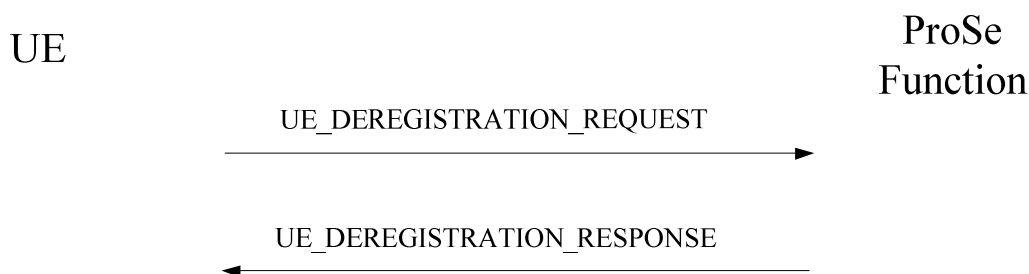 UE
ProSe
Function
UE_DEREGISTRATION_REQUEST
UE_DEREGISTRATION_RESPONSE